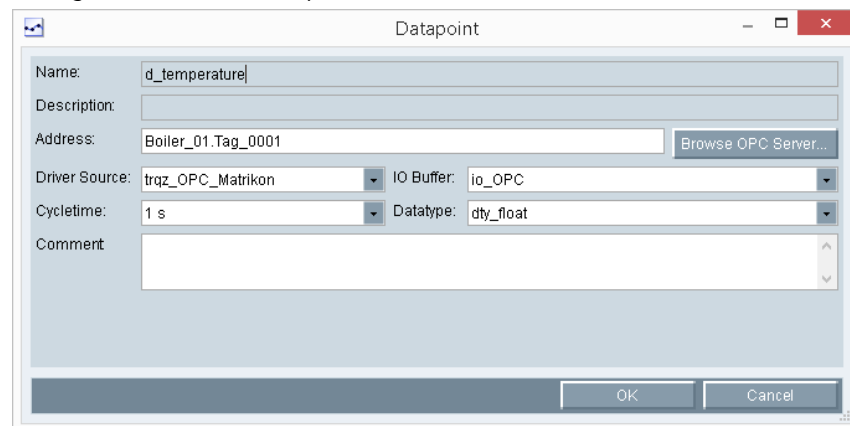 Datapoint
Name: d_temperature
Description:
Address: Boiler_01.Tag_0001 Browse OPC Server...
Driver Source: trqz_OPC_Matrikon IO Buffer: io_OPC
Cycletime: 1 s Datatype: dty_float
Comment
OK Cancel